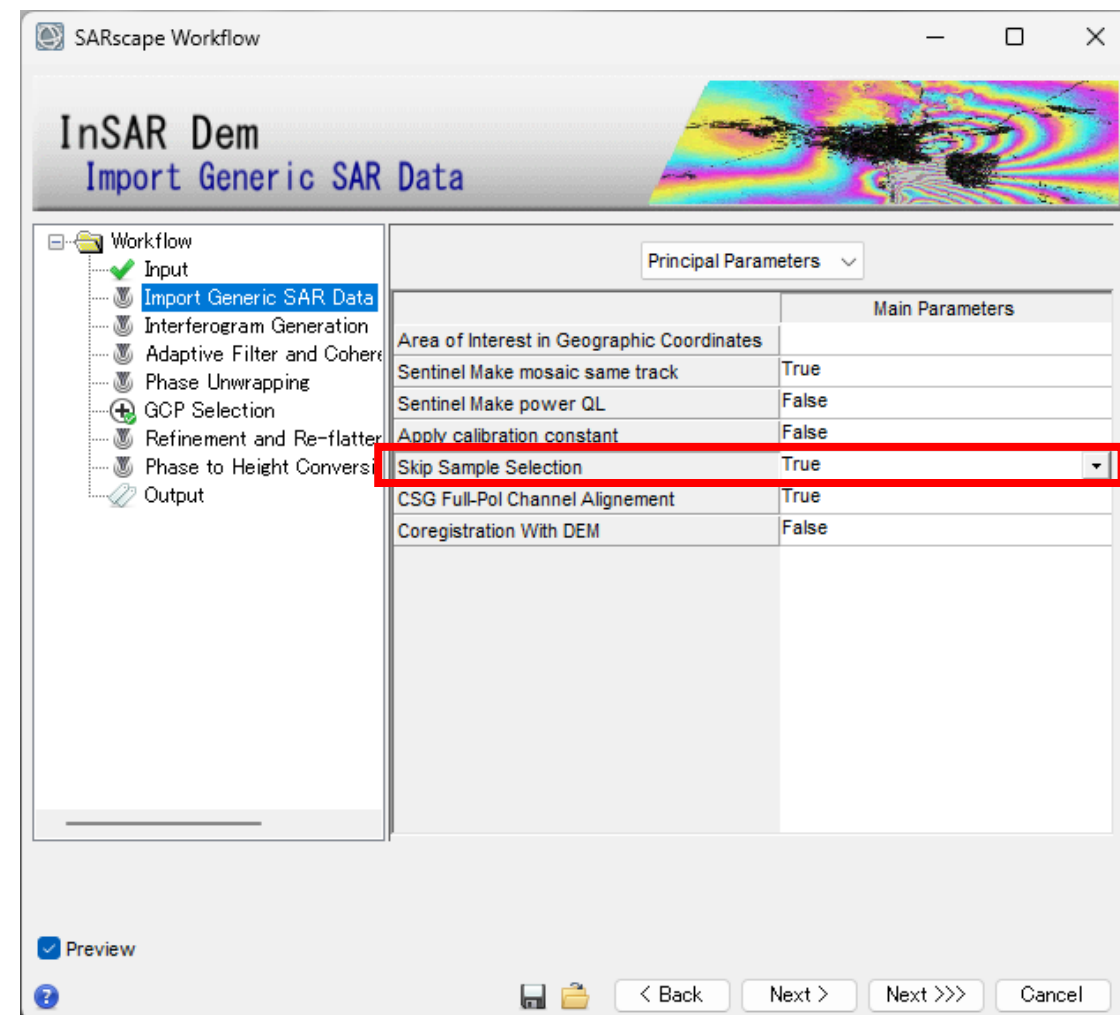 SARscape Workflow
InSAR Dem
Import Generic SAR Data
Workflow
Input
Import Generic SAR Data
Interferogram Generation
Adaptive Filter and Cohere
Phase Unwrapping
GCP Selection
Refinement and Re-flatter
Phase to Height Conversi
Output
Principal Parameters
Main Parameters
Area of Interest in Geographic Coordinates
Sentinel Make mosaic same track True
Sentinel Make power QL False
Apply calibration constant False
Skip Sample Selection True
CSG Full-Pol Channel Alignement True
Coregistration With DEM False
Preview
?
< Back Next > Next >>> Cancel